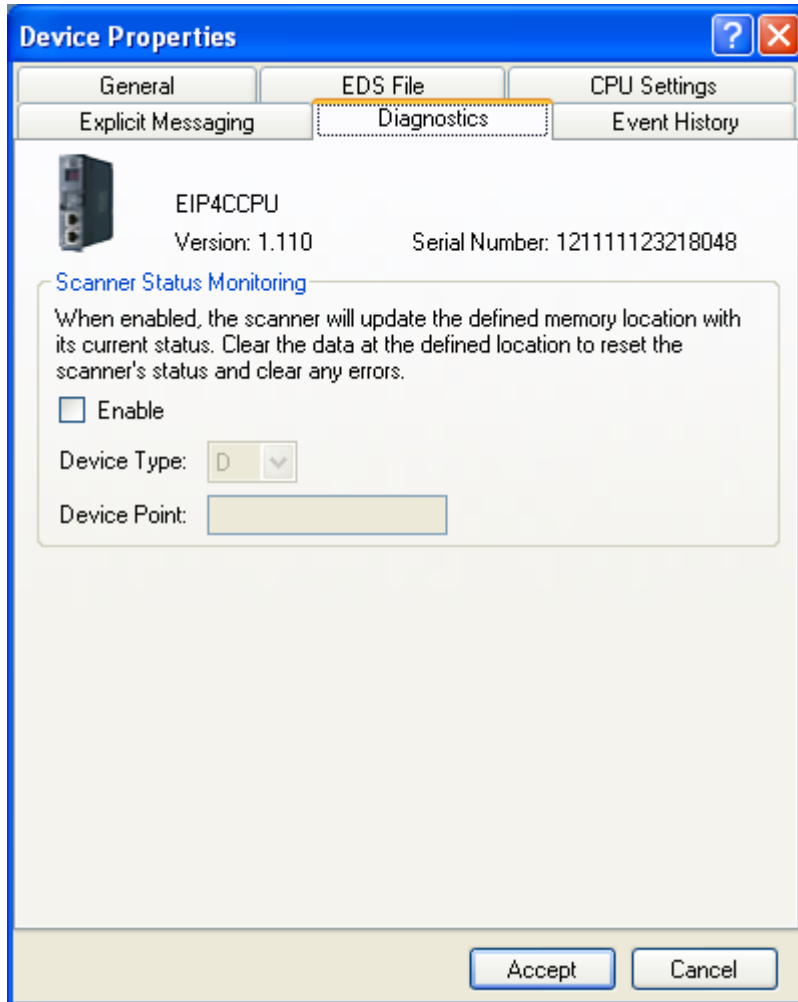 Device Properties
General
EDS File
CPU Settings
Explicit Messaging
Diagnostics
Event History
EIP4CCPU
Version: 1.110
Serial Number: 121111123218048
Scanner Status Monitoring
When enabled, the scanner will update the defined memory location with
its current status. Clear the data at the defined location to reset the
scanner's status and clear any errors.
Enable
Device Type:
D
Device Point:
Accept
Cancel